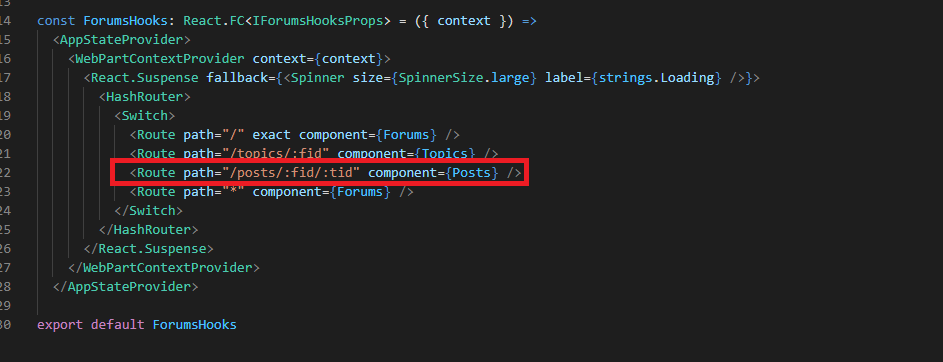 13
14 const ForumsHooks: React.FC<IForumsHooksProps> = ({ context }) =>
15 <AppStateProvider>
16 <WebPartContextProvider context={context}>
17 <React.Suspense fallback={<Spinner size={SpinnerSize.large} label={strings.Loading} />}>
18 <HashRouter>
19 <Switch>
20 <Route path="/" exact component={Forums} />
21 <Route path="/topics/:fid" component={Topics} />
22 <Route path="/posts/:fid/:tid" component={Posts} />
23 <Route path="*" component={Forums} />
24 </Switch>
25 </HashRouter>
26 </React.Suspense>
27 </WebPartContextProvider>
28 </AppStateProvider>
29
30 export default ForumsHooks